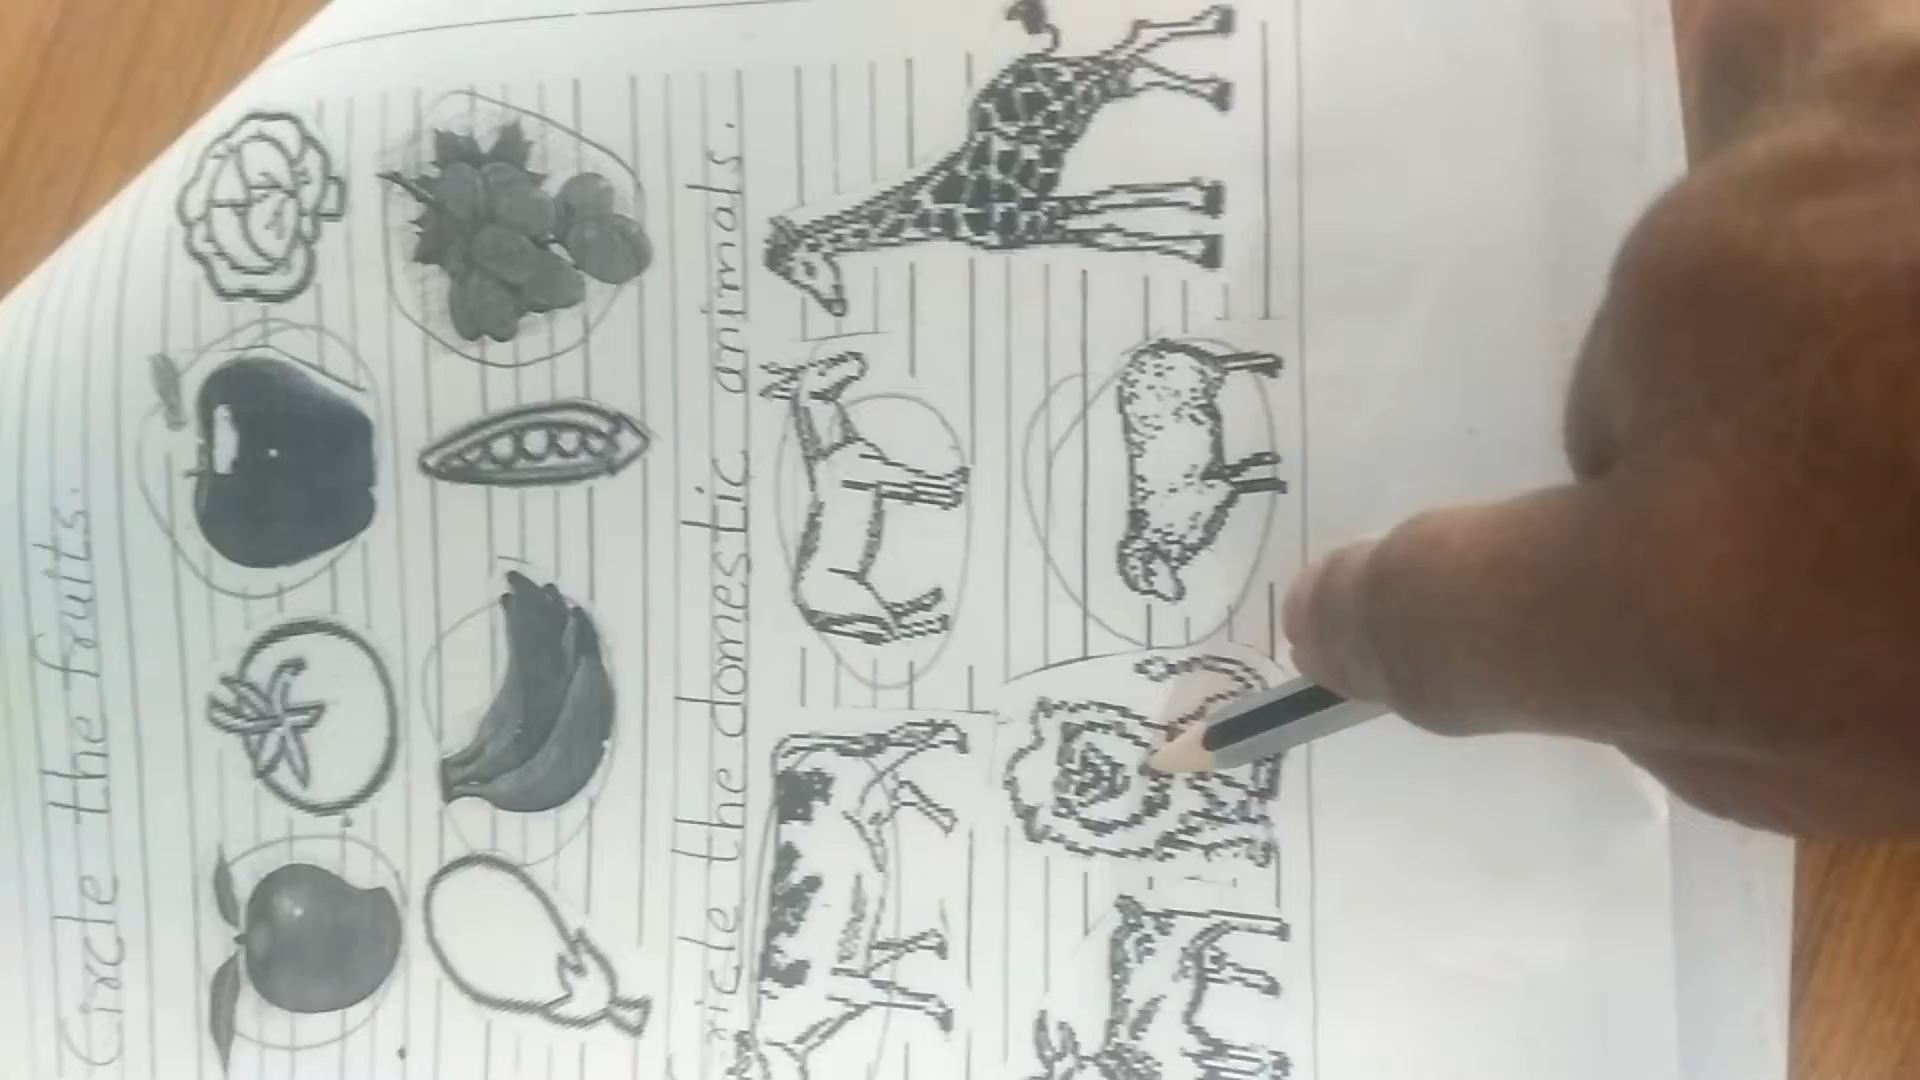 Circle the fruits.
the domestic animals.